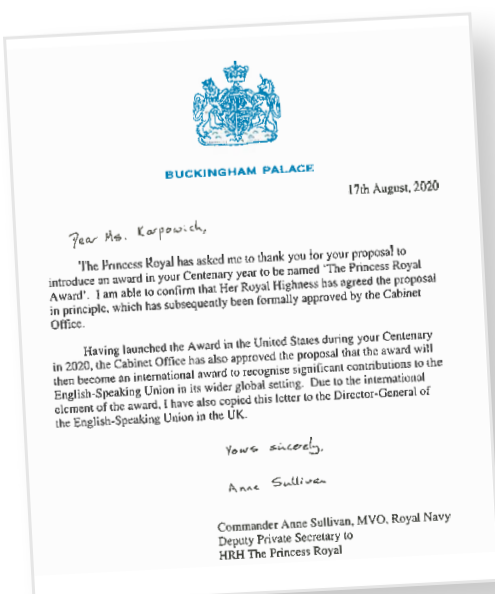 BUCKINGHAM PALACE
17th August, 2020
Dear Ms. Karpowich,
The Princess Royal has asked me to thank you for your proposal to
introduce an award in your Centenary year to be named 'The Princess Royal
Award'. I am able to confirm that Her Royal Highness has agreed the proposal
in principle, which has subsequently been formally approved by the Cabinet
Office.
Having launched the Award in the United States during your Centenary
in 2020, the Cabinet Office has also approved the proposal that the award will
then become an international award to recognise significant contributions to the
English-Speaking Union in its wider global setting. Due to the international
element of the award, I have also copied this letter to the Director-General of
the English-Speaking Union in the UK.
Yours sincerely,
Anne Sullivan
Commander Anne Sullivan, MVO, Royal Navy
Deputy Private Secretary to
HRH The Princess Royal